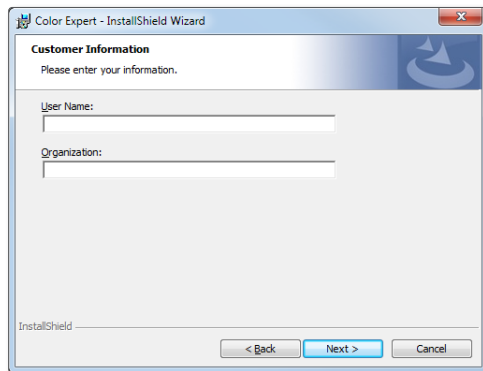 Color Expert - InstallShield Wizard
Customer Information
Please enter your information.
User Name:
Organization:
InstallShield
< Back
Next >
Cancel